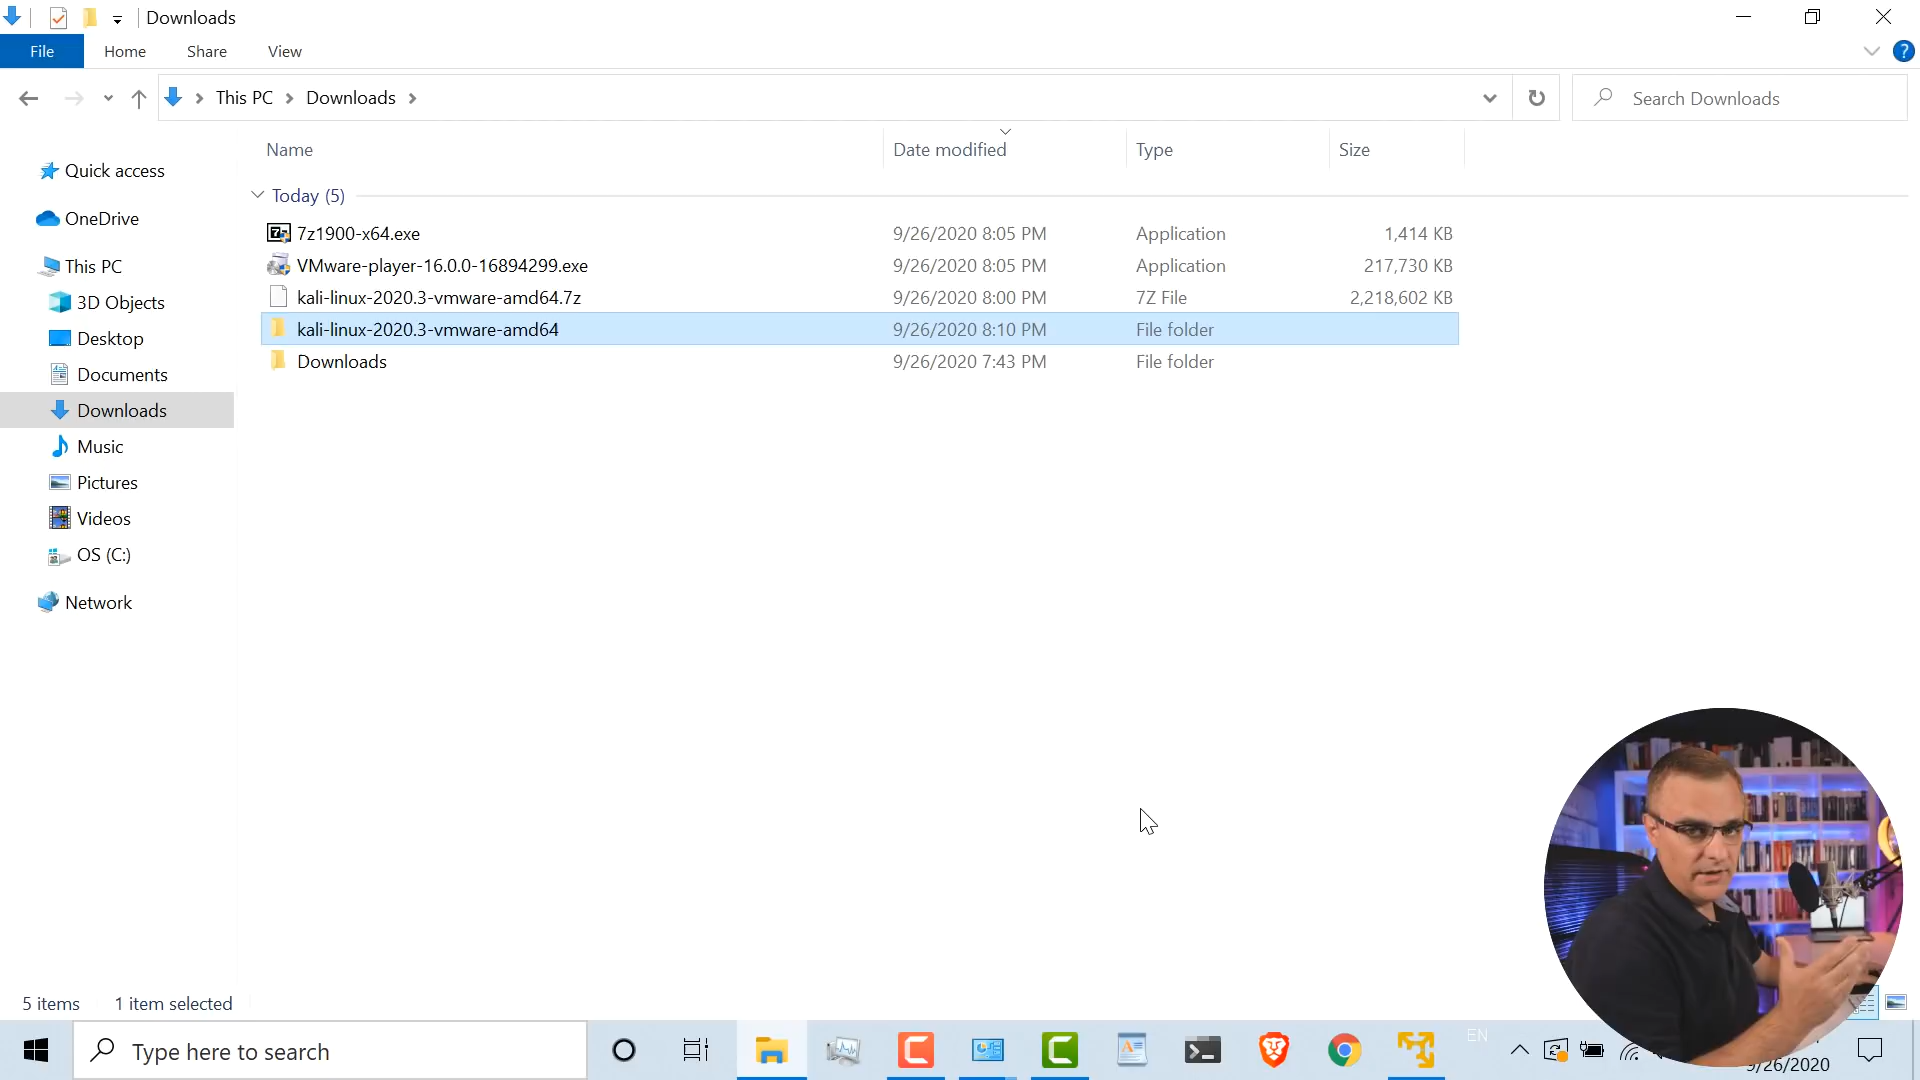 Downloads
File Home Share View
This PC Downloads
Search Downloads
Name Date modified Type Size
Quick access
OneDrive
This PC
3D Objects
Desktop
Documents
Downloads
Music
Pictures
Videos
OS (C:)
Network
Today (5)
7z1900-x64.exe 9/26/2020 8:05 PM Application 1,414 KB
VMware-player-16.0.0-16894299.exe 9/26/2020 8:05 PM Application 217,730 KB
kali-linux-2020.3-vmware-amd64.7z 9/26/2020 8:00 PM 7Z File 2,218,602 KB
kali-linux-2020.3-vmware-amd64 9/26/2020 8:10 PM File folder
Downloads 9/26/2020 7:43 PM File folder
5 items 1 item selected
Type here to search
EN
9/26/2020